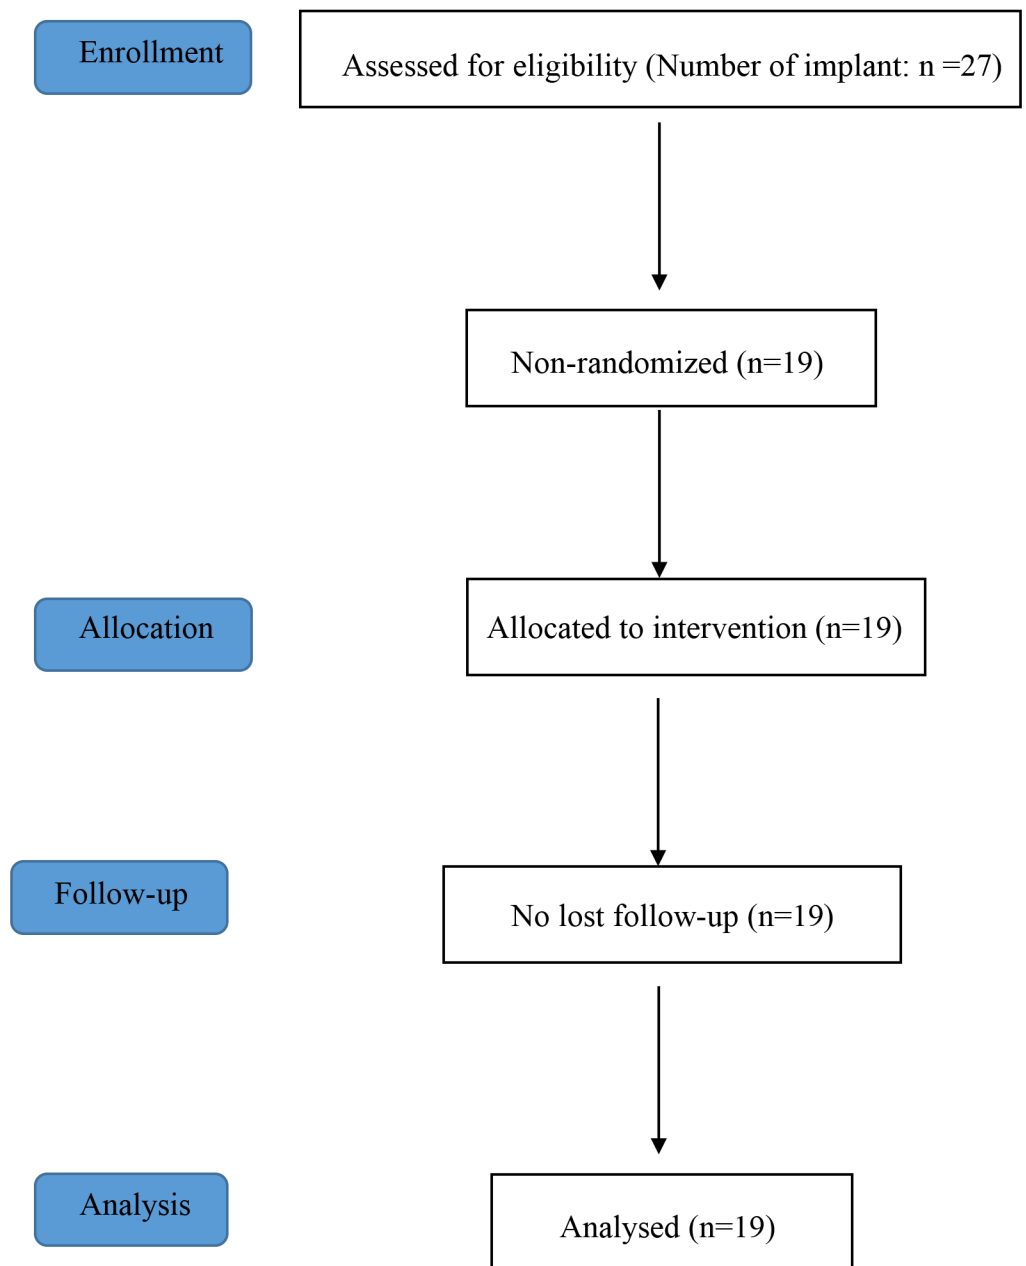 Enrollment
Assessed for eligibility (Number of implant: n =27)
Non-randomized (n=19)
Allocation
Allocated to intervention (n=19)
Follow-up
No lost follow-up (n=19)
Analysis
Analysed (n=19)